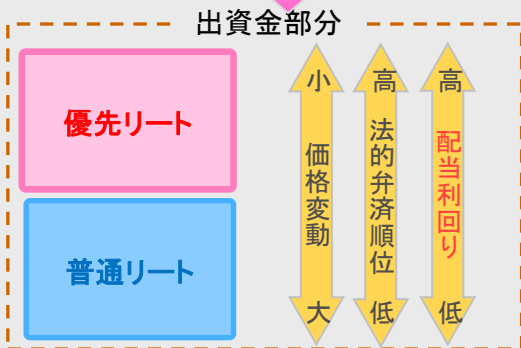 出資金部分
優先リート
普通リート
小
価格変動
大
高
法的弁済順位
低
高
配当利回り
低